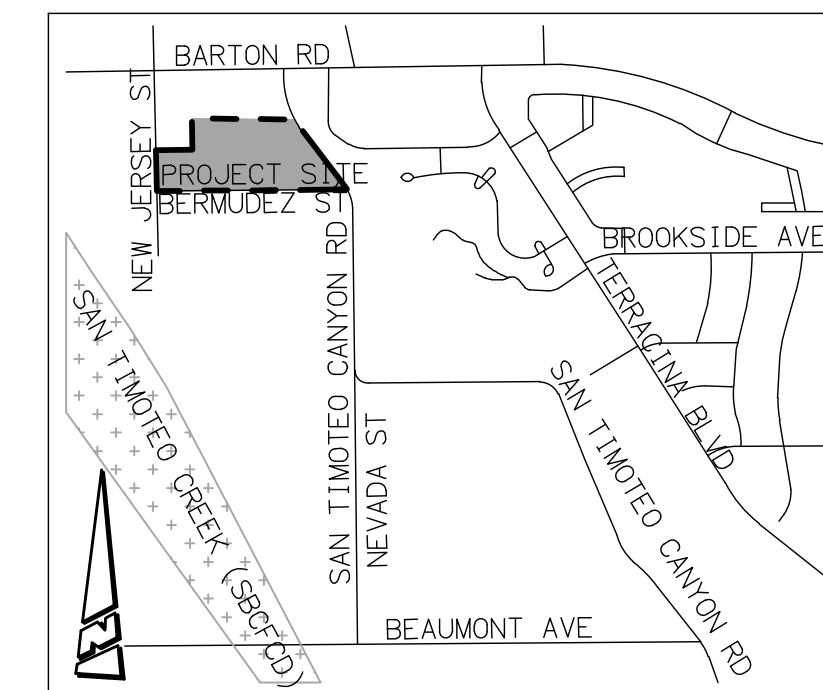 BARTON RD
NEW JERSEY ST
PROJECT SITE
BERMUDEZ ST
BROOKSIDE AVE
TERRACINA BLVD
SAN TIMOTEO CANYON RD
NEVADA ST
SAN TIMOTEO CREEK (SBCFCD)
SAN TIMOTEO CANYON RD
BEAUMONT AVE
N